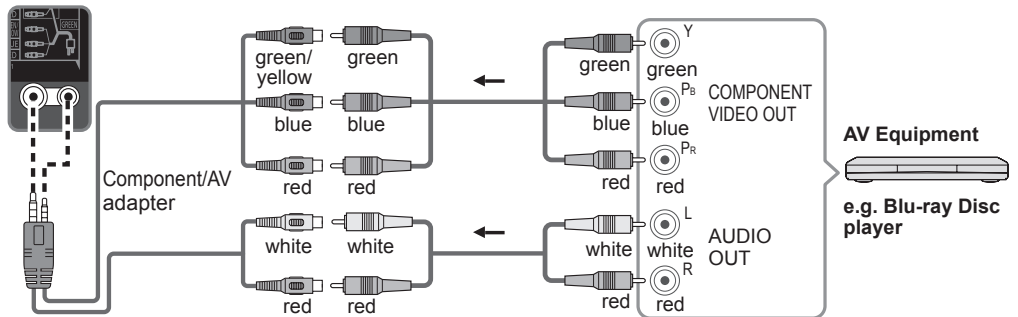 GREEN
green/
yellow
green
green
Y
green
blue
blue
blue
PB
blue
COMPONENT
VIDEO OUT
red
red
red
PR
red
Component/AV
adapter
AV Equipment
e.g. Blu-ray Disc
player
white
white
white
L
white
AUDIO
OUT
red
red
red
R
red